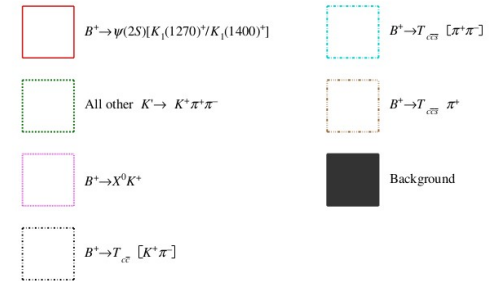 B⁺→ψ(2S)[K₁(1270)⁺/K₁(1400)⁺]
All other K'→ K⁺π⁺π⁻
B⁺→X⁰K⁺
B⁺→T_{cc̅} [K⁺π⁻]
B⁺→T_{cc̅s̅} [π⁺π⁻]
B⁺→T_{cc̅s̅} π⁺
Background